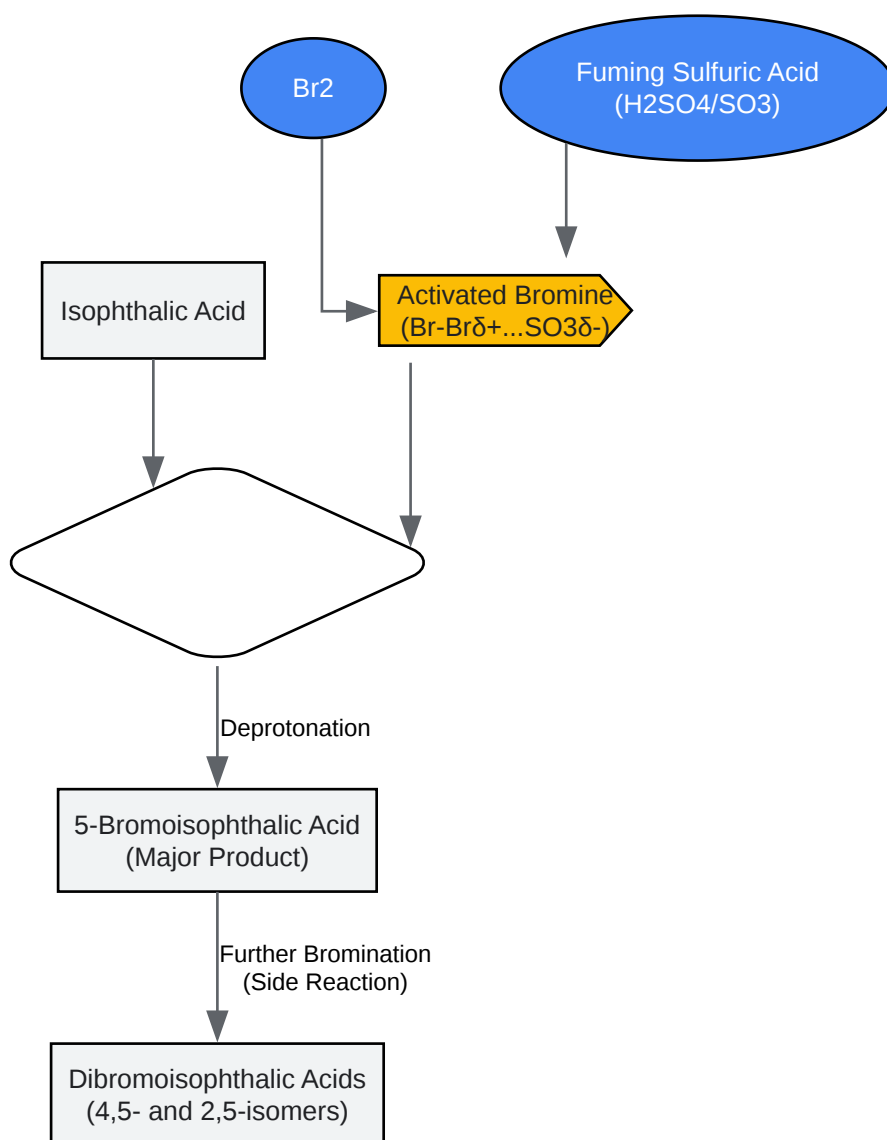 Br2
Fuming Sulfuric Acid
(H2SO4/SO3)
Isophthalic Acid
Activated Bromine
(Br-Brδ+...SO3δ-)
Deprotonation
5-Bromoisophthalic Acid
(Major Product)
Further Bromination
(Side Reaction)
Dibromoisophthalic Acids
(4,5- and 2,5-isomers)